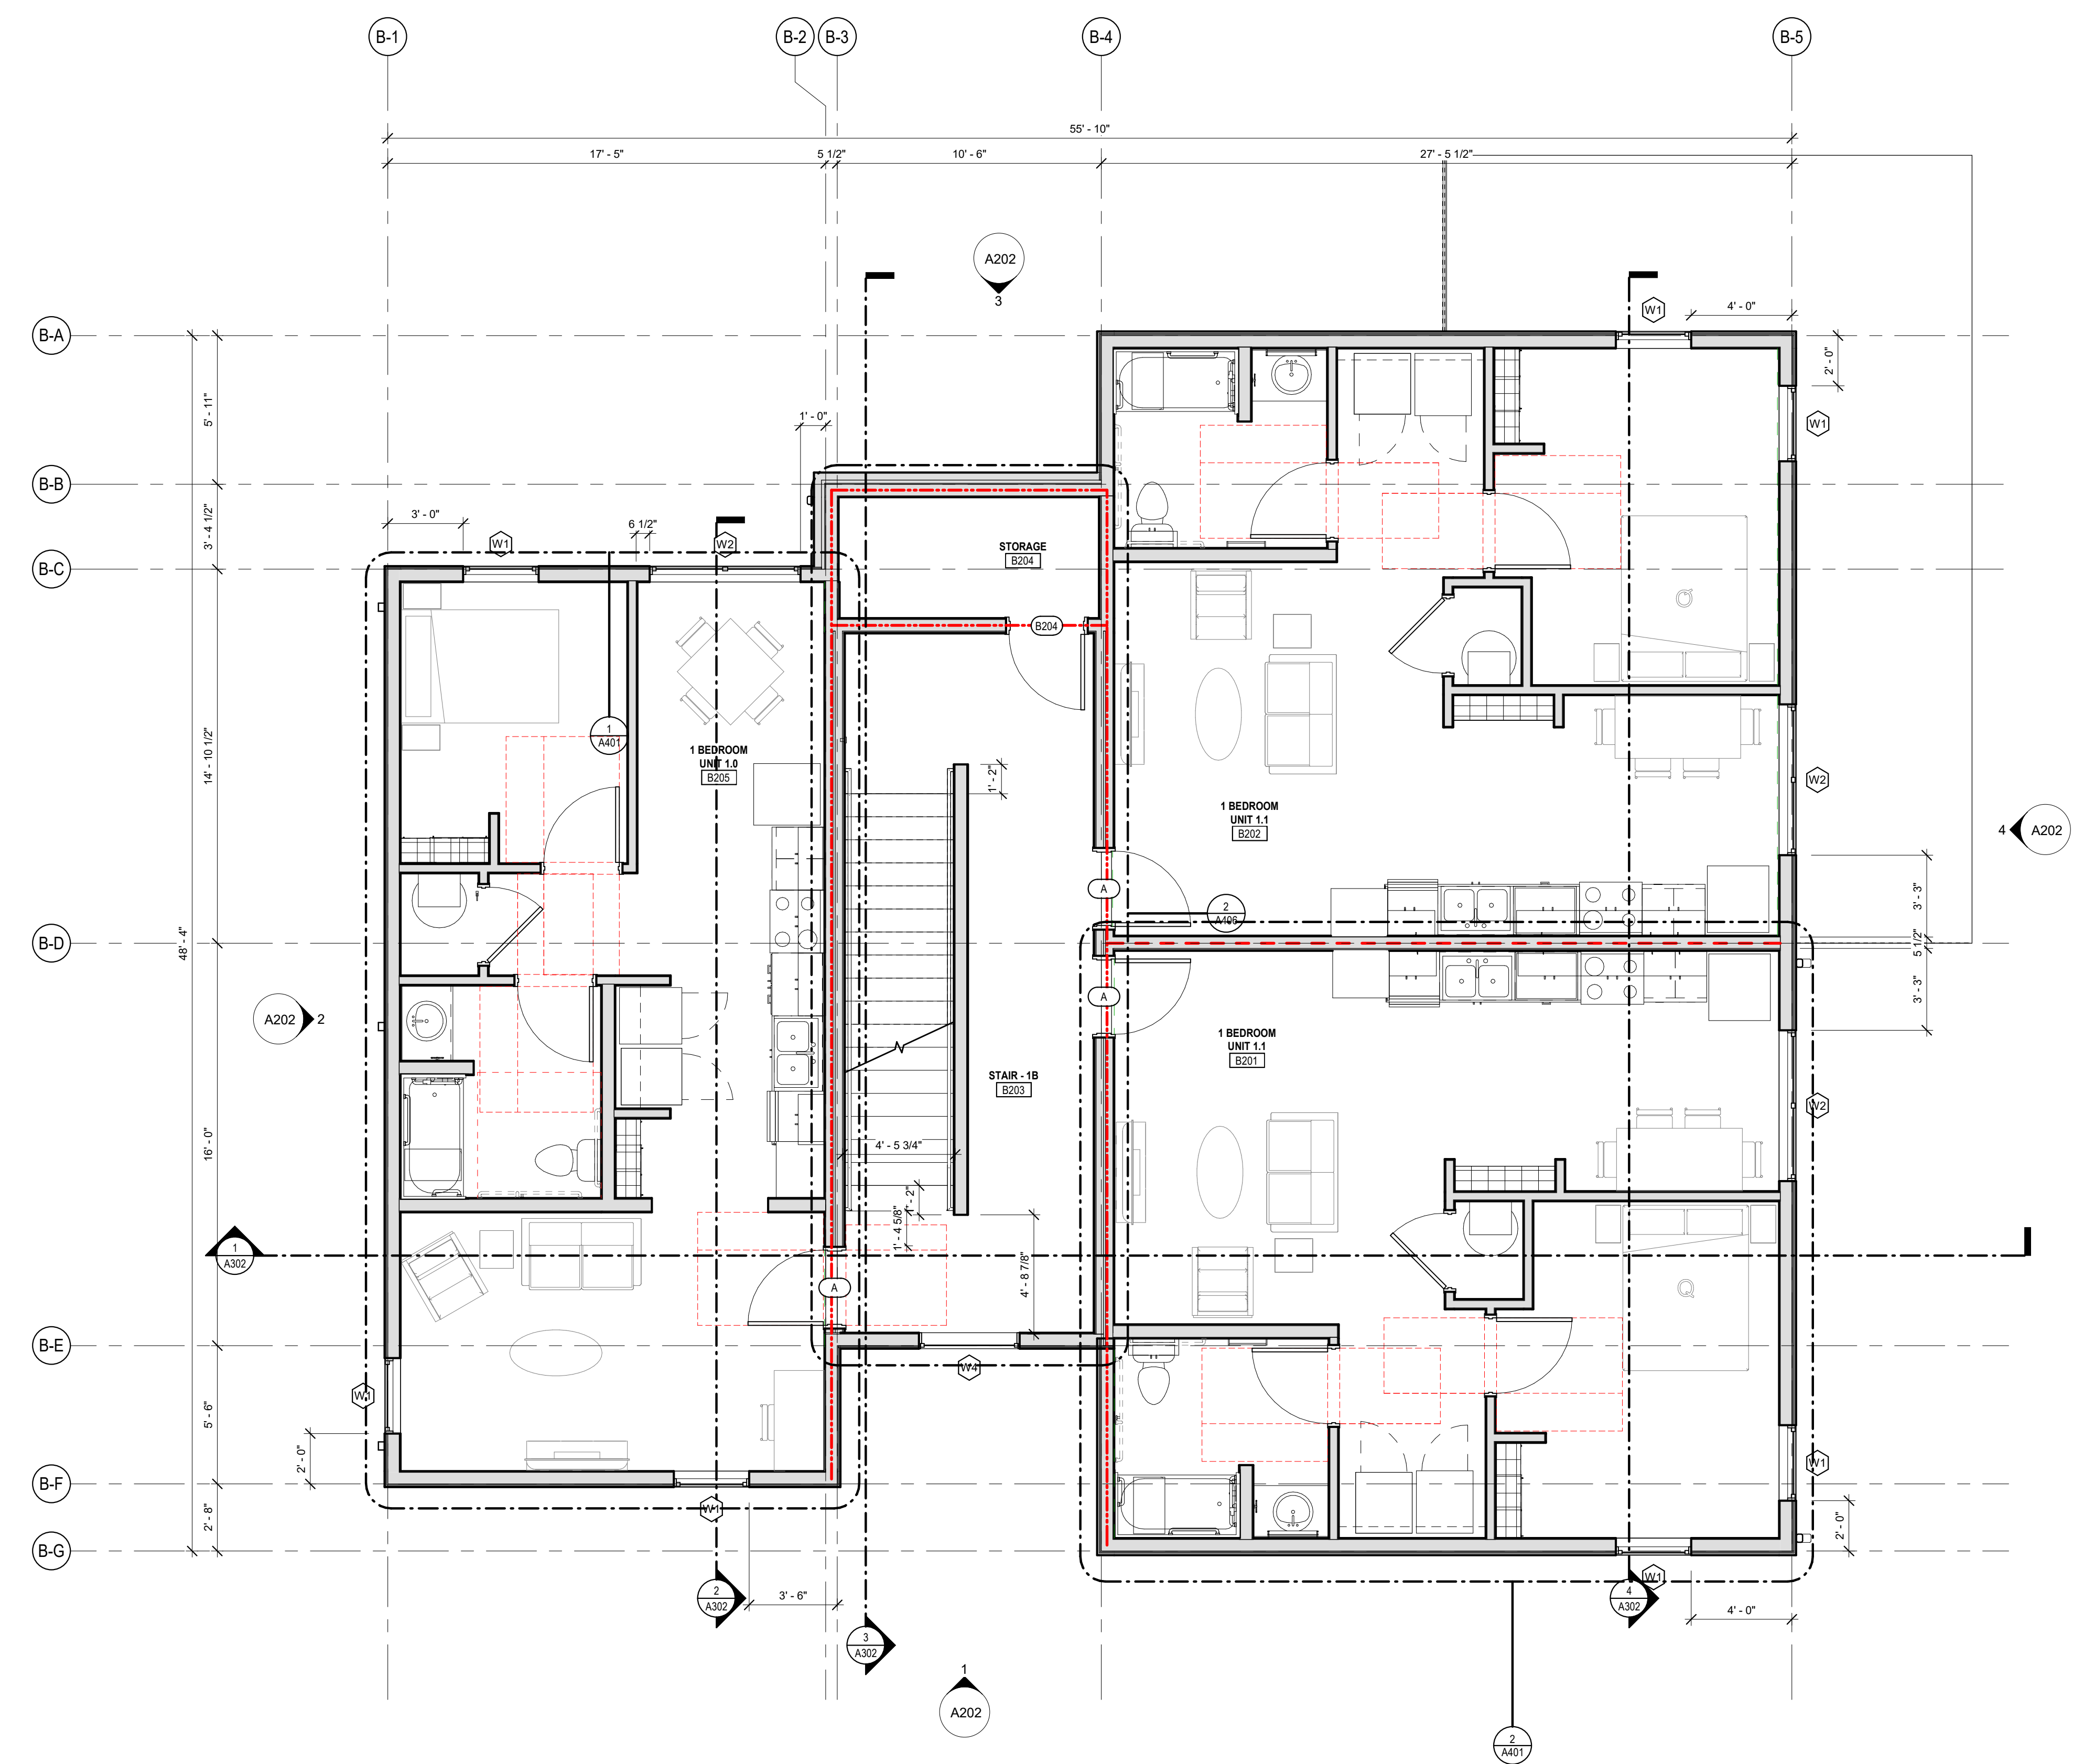 B-1
B-2
B-3
B-4
B-5
55' - 10"
17' - 5"
5 1/2"
10' - 6"
27' - 5 1/2"
A202
3
B-A
W1
4' - 0"
2' - 0"
5' - 11"
1' - 0"
W1
B-B
3' - 4 1/2"
3' - 0"
6 1/2"
W1
W2
STORAGE
B204
B-C
B204
1
A401
1 BEDROOM
UNIT 1.0
B205
14' - 10 1/2"
1' - 2"
W2
1 BEDROOM
UNIT 1.1
B202
4
A202
A
2
A406
3' - 3"
B-D
48' - 4"
5 1/2"
A
3' - 3"
A202
2
1 BEDROOM
UNIT 1.1
B201
STAIR - 1B
B203
W2
16' - 0"
4' - 5 3/4"
1' - 2"
1' - 4 5/8"
1
A302
4' - 8 7/8"
A
B-E
W4
W1
5' - 6"
2' - 0"
W1
B-F
W1
2' - 8"
2' - 0"
B-G
2
A302
3' - 6"
W1
4
A302
4' - 0"
3
A302
1
A202
2
A401